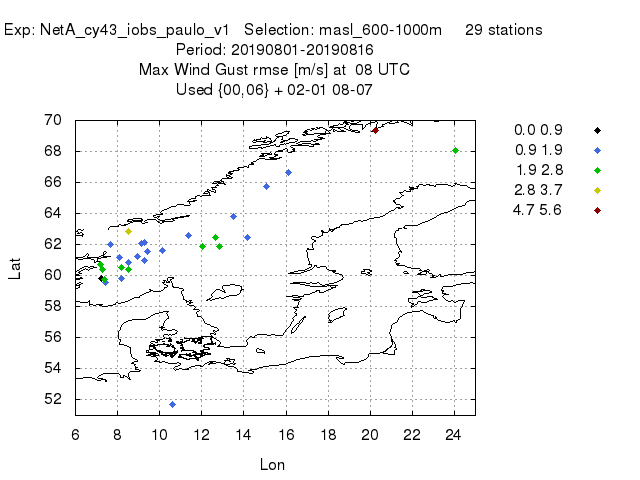 Exp: NetA_cy43_iobs_paulo_v1 Selection: masl_600-1000m 29 stations
Period: 20190801-20190816
Max Wind Gust rmse [m/s] at 08 UTC
Used {00,06} + 02-01 08-07
0.0 0.9
0.9 1.9
1.9 2.8
2.8 3.7
4.7 5.6
Lat
70
68
66
64
62
60
58
56
54
52
6 8 10 12 14 16 18 20 22 24
Lon